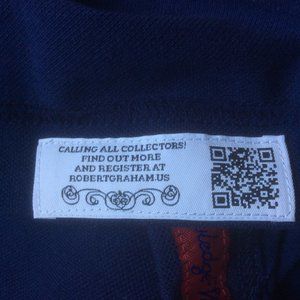 CALLING ALL COLLECTORS!
FIND OUT MORE
AND REGISTER AT
ROBERTGRAHAM.US